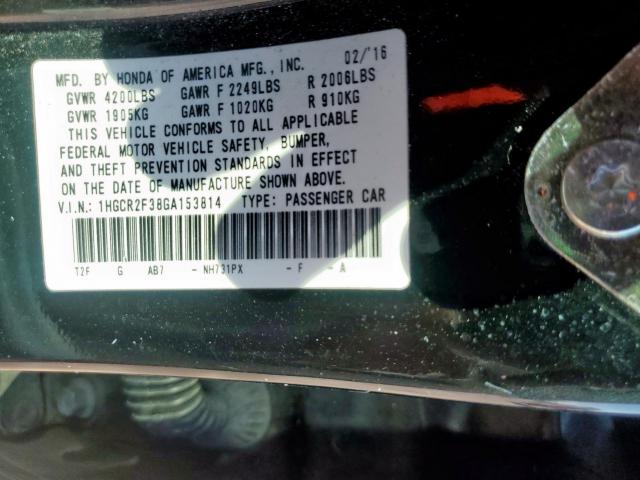 MFD. BY HONDA OF AMERICA MFG., INC. 02/'16
GVWR 4200LBS GAWR F 2249LBS R 2006LBS
GVWR 1905KG GAWR F 1020KG R 910KG
THIS VEHICLE CONFORMS TO ALL APPLICABLE
FEDERAL MOTOR VEHICLE SAFETY, BUMPER,
AND THEFT PREVENTION STANDARDS IN EFFECT
ON THE DATE OF MANUFACTURE SHOWN ABOVE.
V.I.N.: 1HGCR2F38GA153814 TYPE: PASSENGER CAR
T2F G AB7 - NH731PX - F - A